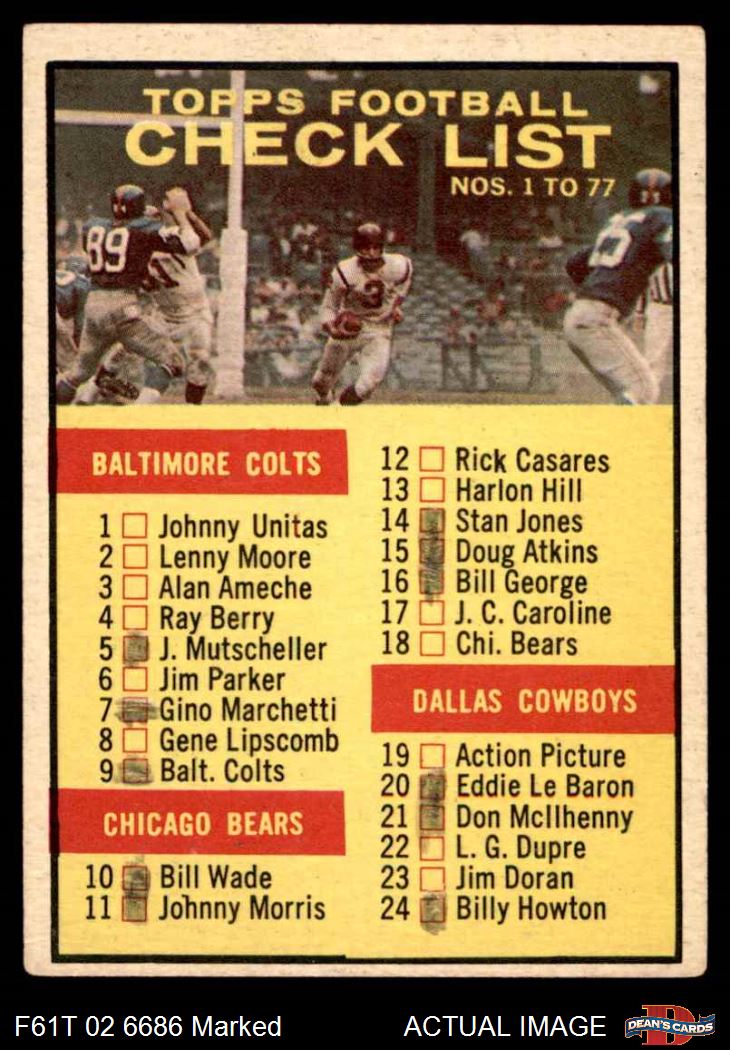 TOPPS FOOTBALL
CHECK LIST
NOS. 1 TO 77
89
3
25
BALTIMORE COLTS
1 Johnny Unitas
2 Lenny Moore
3 Alan Ameche
4 Ray Berry
5 J. Mutscheller
6 Jim Parker
7 Gino Marchetti
8 Gene Lipscomb
9 Balt. Colts
CHICAGO BEARS
10 Bill Wade
11 Johnny Morris
12 Rick Casares
13 Harlon Hill
14 Stan Jones
15 Doug Atkins
16 Bill George
17 J. C. Caroline
18 Chi. Bears
DALLAS COWBOYS
19 Action Picture
20 Eddie Le Baron
21 Don McIlhenny
22 L. G. Dupre
23 Jim Doran
24 Billy Howton
F61T 02 6686 Marked
ACTUAL IMAGE
D
DEAN'S CARDS